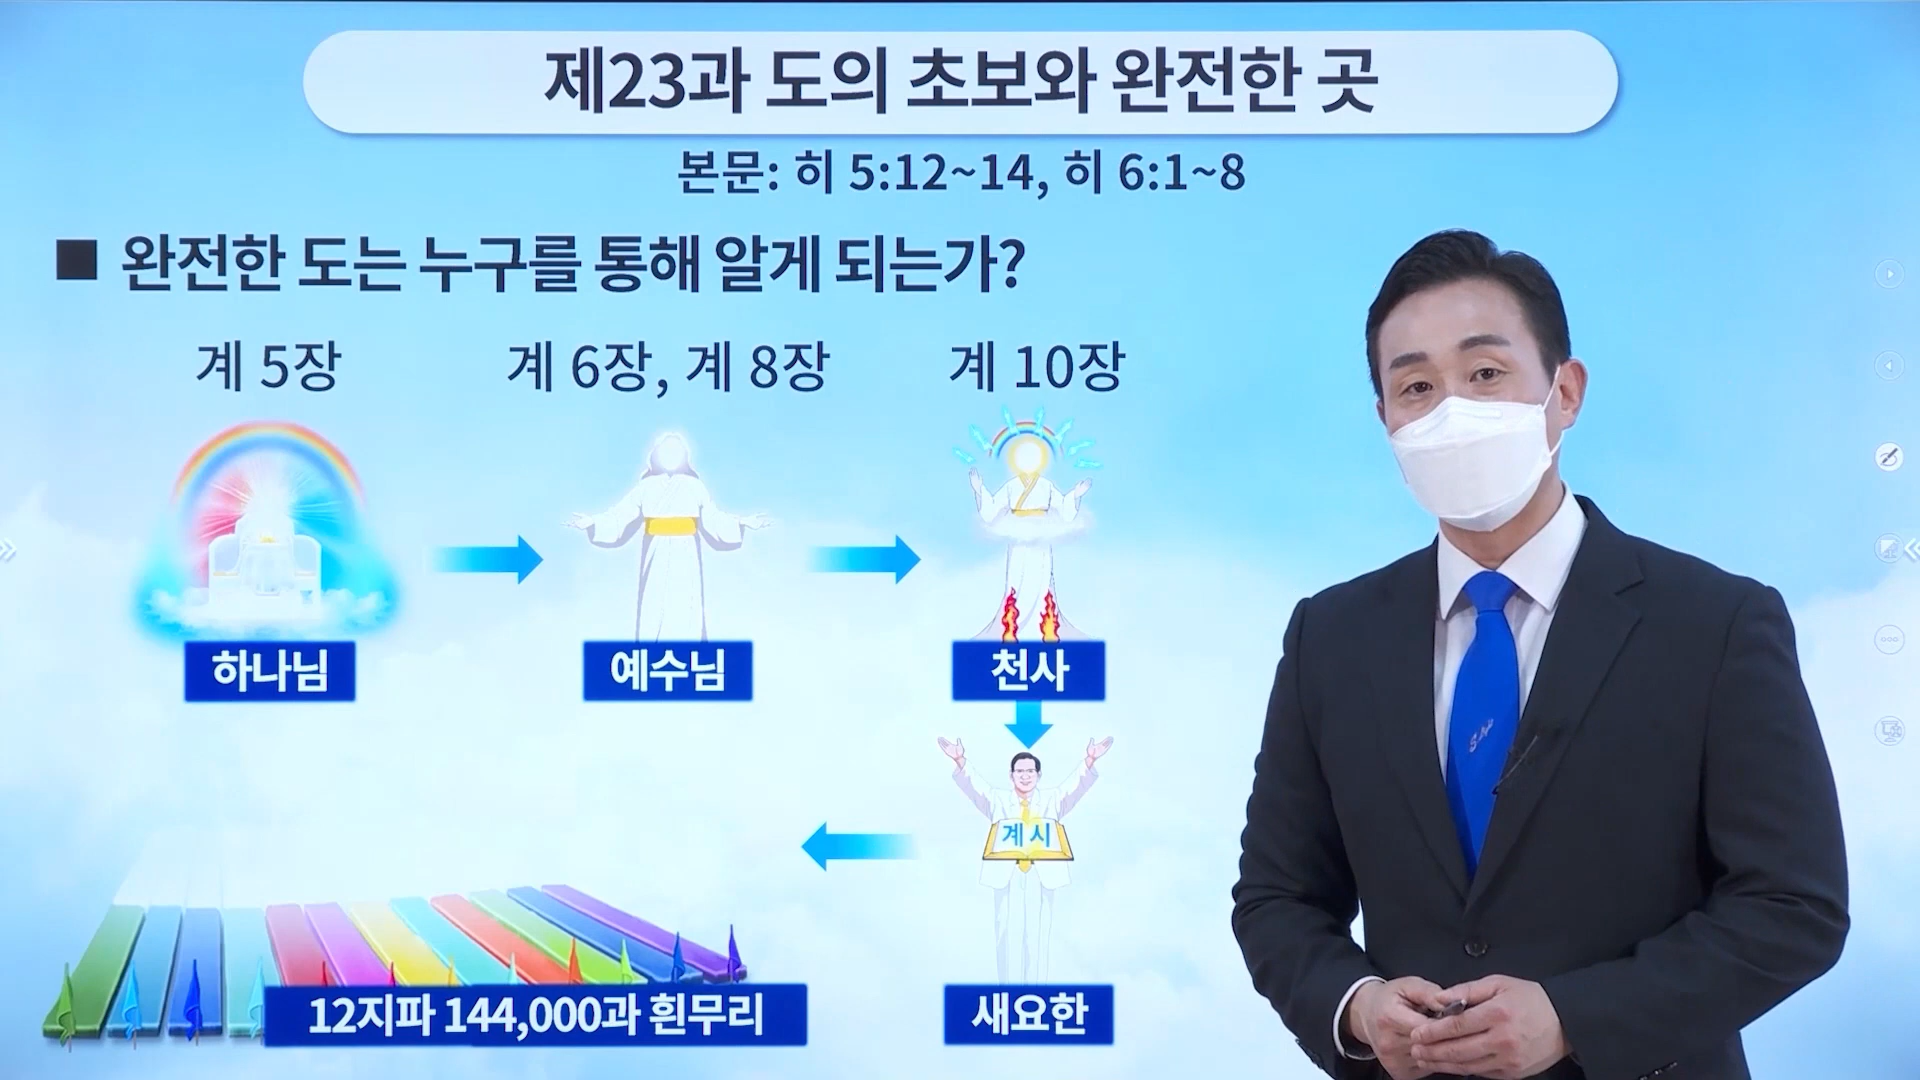 제23과 도의 초보와 완전한 곳
본문: 히 5:12~14, 히 6:1~8
■ 완전한 도는 누구를 통해 알게 되는가?
계 5장
계 6장, 계 8장
계 10장
하나님
예수님
천사
계시
12지파 144,000과 흰무리
새요한